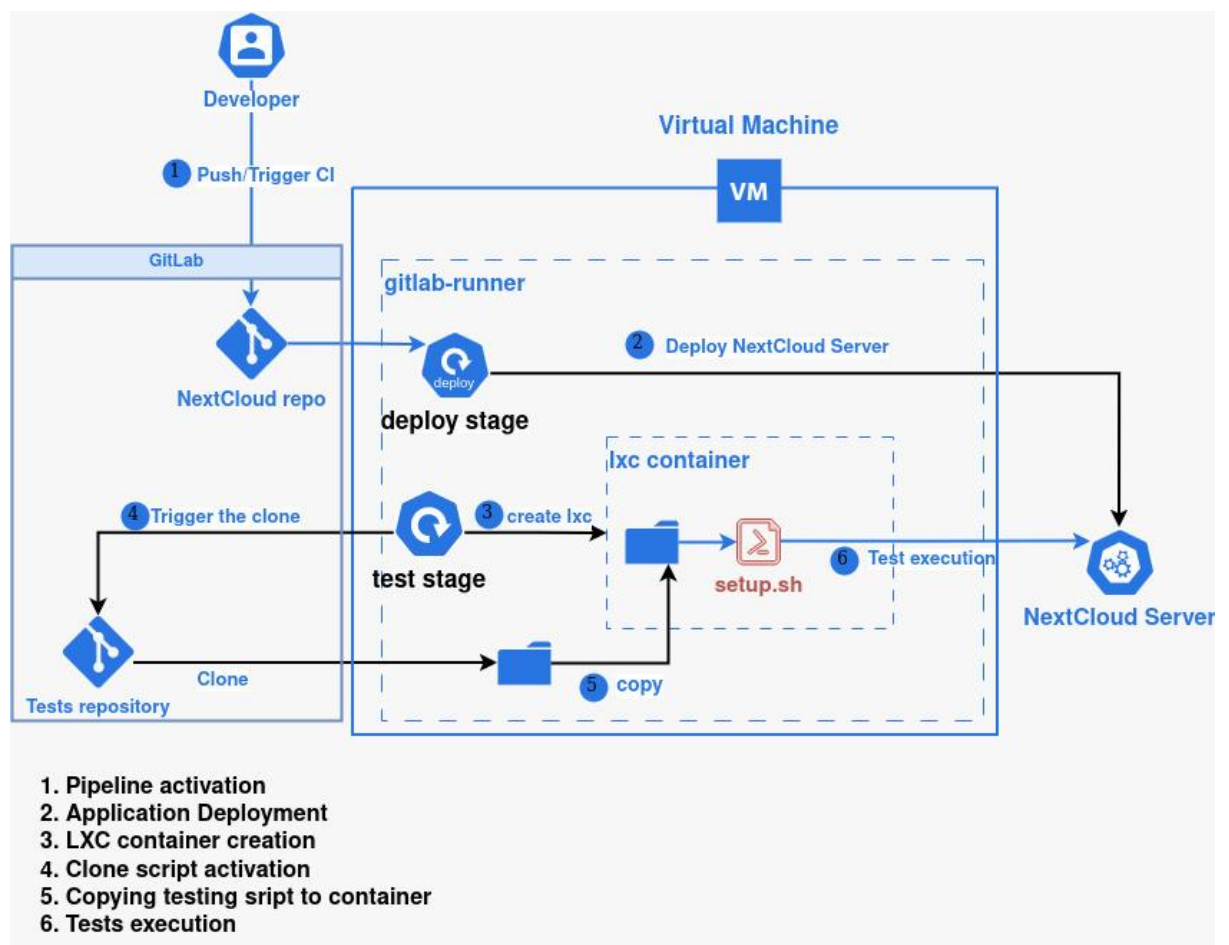 Developer
Virtual Machine
1 Push/Trigger CI
VM
GitLab
gitlab-runner
2 Deploy NextCloud Server
deploy
NextCloud repo
deploy stage
lxc container
4 Trigger the clone
3 create lxc
6 Test execution
test stage
setup.sh
NextCloud Server
Clone
5 copy
Tests repository
1. Pipeline activation
2. Application Deployment
3. LXC container creation
4. Clone script activation
5. Copying testing sript to container
6. Tests execution